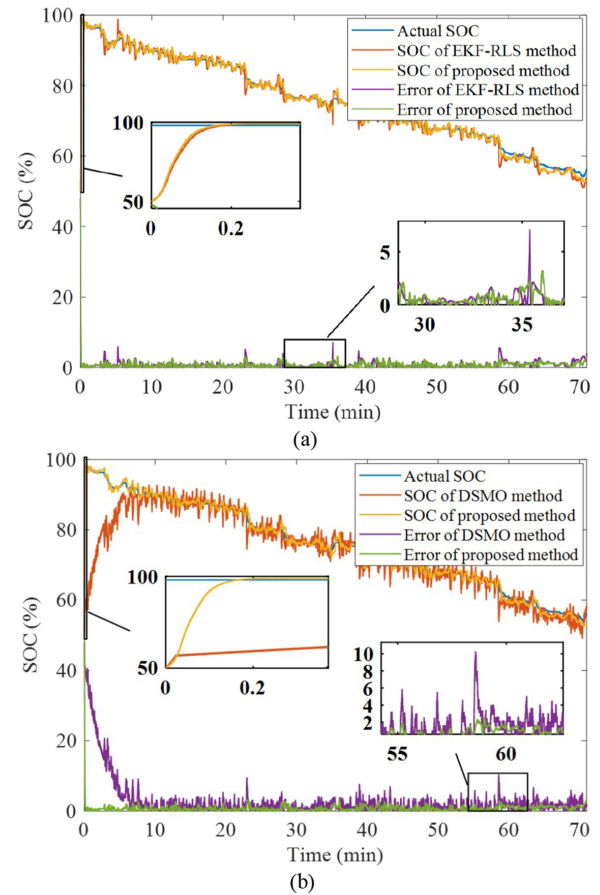 100
80
60
40
20
0
SOC (%)
Actual SOC
SOC of EKF-RLS method
SOC of proposed method
Error of EKF-RLS method
Error of proposed method
100
50
0 0.2
5
0
30 35
0 10 20 30 40 50 60 70
Time (min)
(a)
100
80
60
40
20
0
SOC (%)
Actual SOC
SOC of DSMO method
SOC of proposed method
Error of DSMO method
Error of proposed method
100
50
0 0.2
10
8
6
4
2
55 60
0 10 20 30 40 50 60 70
Time (min)
(b)